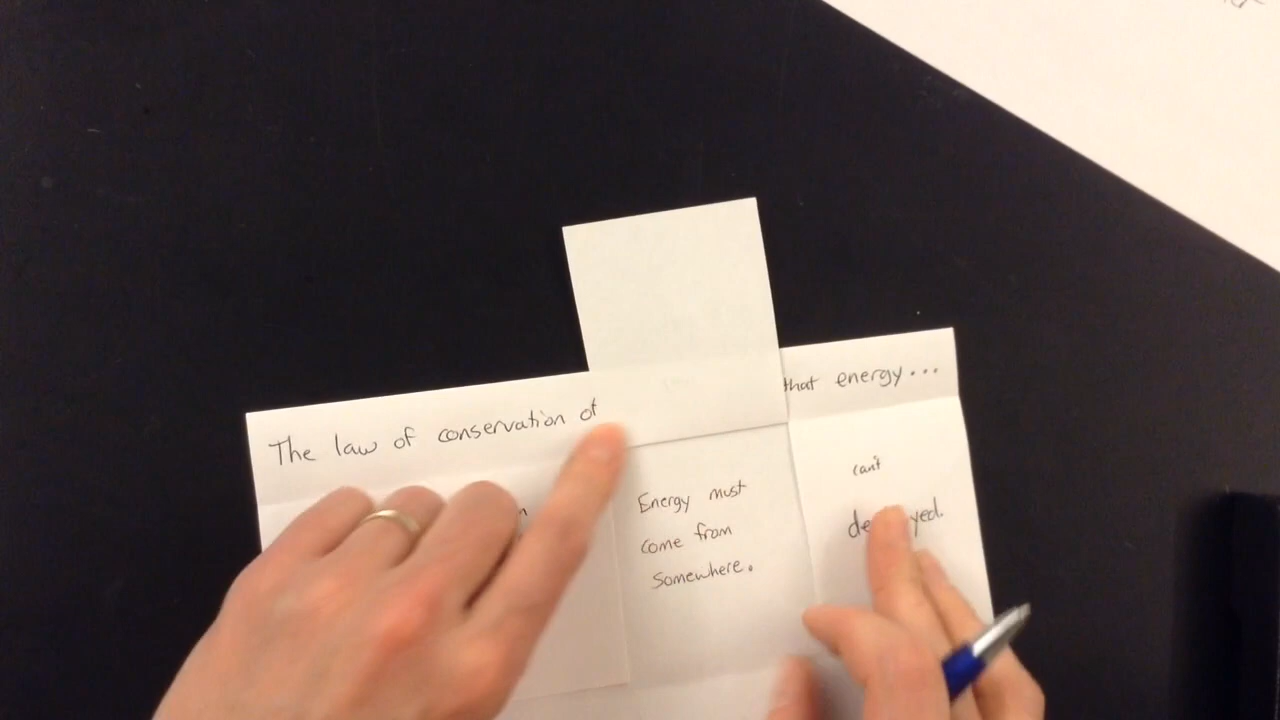 The law of conservation of
that energy...
Energy must
come from
somewhere.
can't